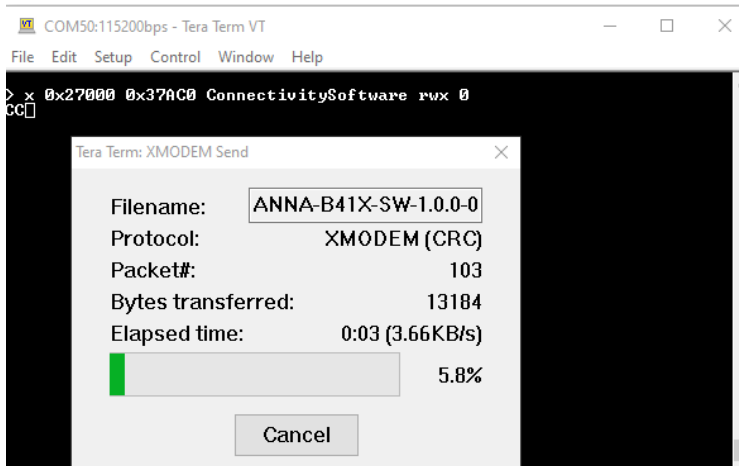 COM50:115200bps - Tera Term VT
File Edit Setup Control Window Help
> x 0x27000 0x37AC0 ConnectivitySoftware rwx 0
CC
Tera Term: XMODEM Send
Filename: ANNA-B41X-SW-1.0.0-0
Protocol: XMODEM (CRC)
Packet#: 103
Bytes transferred: 13184
Elapsed time: 0:03 (3.66KB/s)
5.8%
Cancel